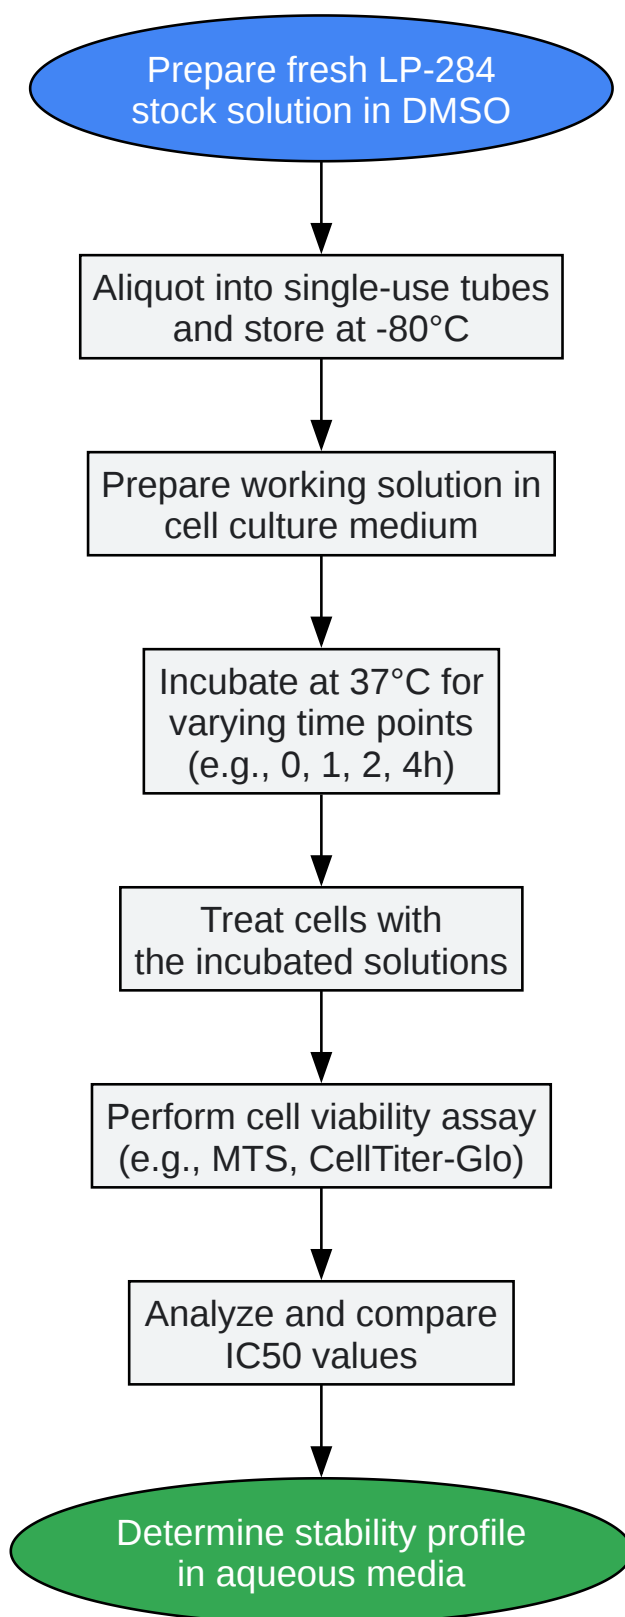 Prepare fresh LP-284
stock solution in DMSO
Aliquot into single-use tubes
and store at -80°C
Prepare working solution in
cell culture medium
Incubate at 37°C for
varying time points
(e.g., 0, 1, 2, 4h)
Treat cells with
the incubated solutions
Perform cell viability assay
(e.g., MTS, CellTiter-Glo)
Analyze and compare
IC50 values
Determine stability profile
in aqueous media